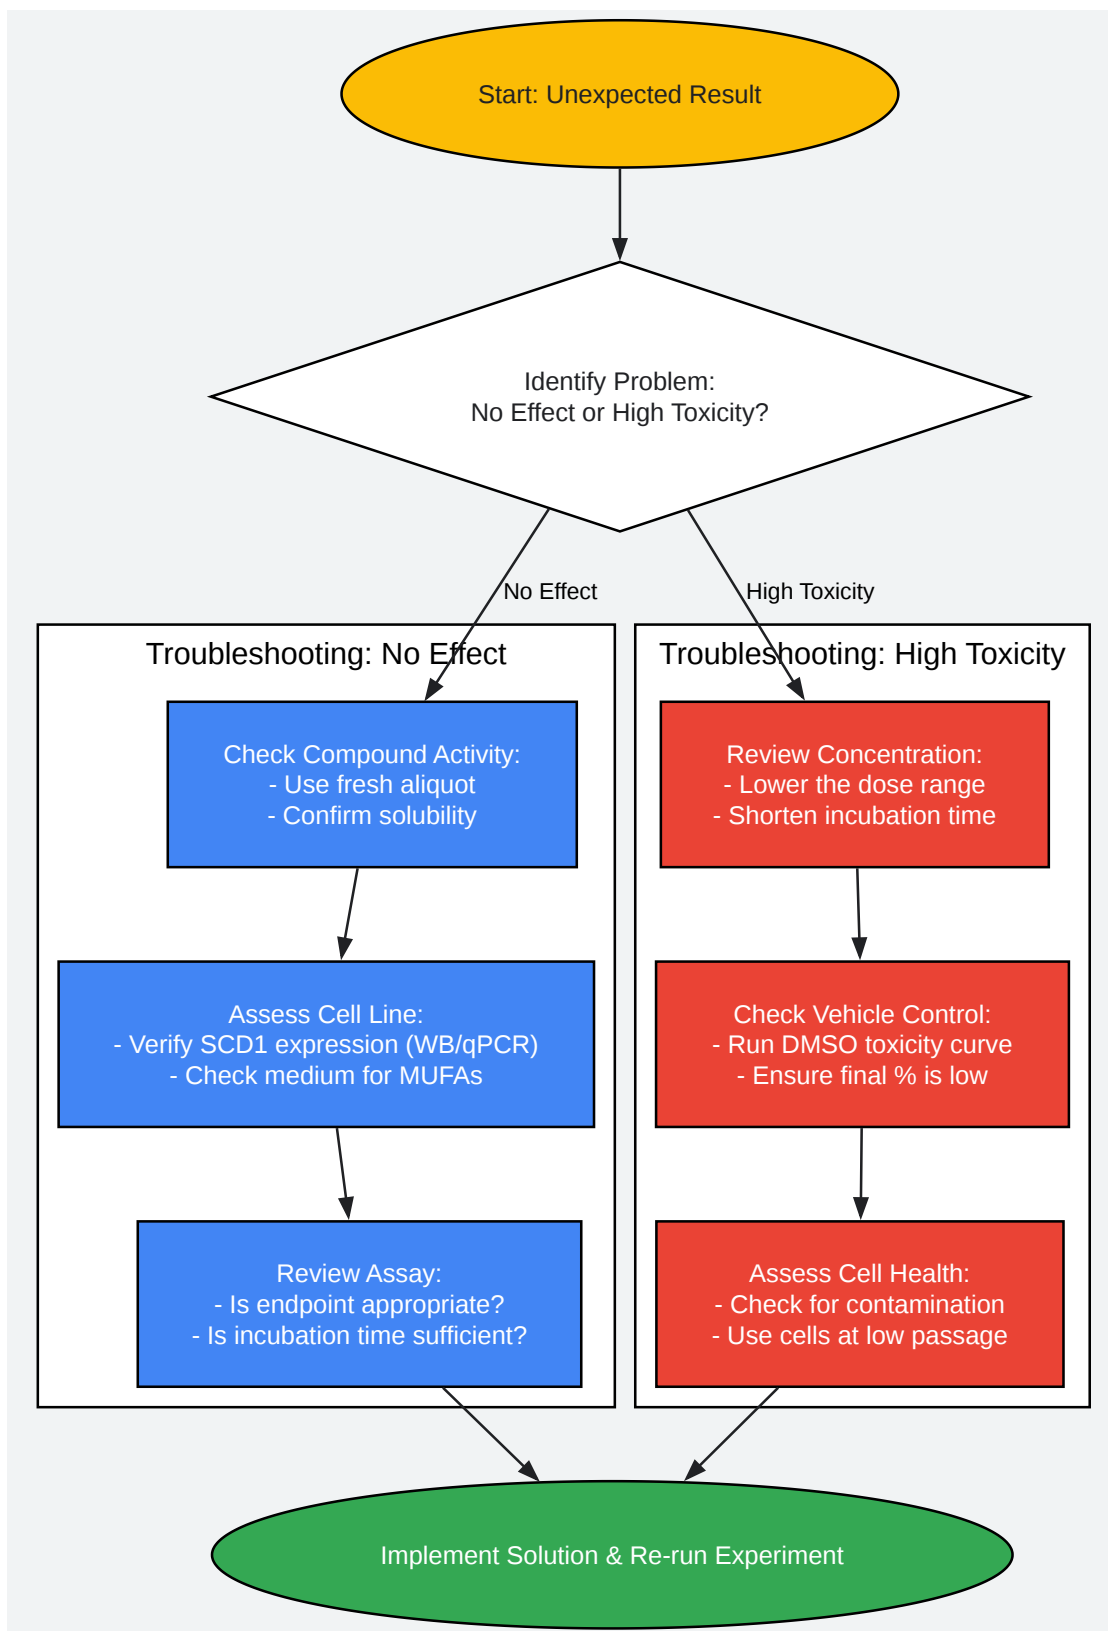 Start: Unexpected Result
Identify Problem:
No Effect or High Toxicity?
No Effect
High Toxicity
Troubleshooting: No Effect
Check Compound Activity:
- Use fresh aliquot
- Confirm solubility
Assess Cell Line:
- Verify SCD1 expression (WB/qPCR)
- Check medium for MUFAs
Review Assay:
- Is endpoint appropriate?
- Is incubation time sufficient?
Troubleshooting: High Toxicity
Review Concentration:
- Lower the dose range
- Shorten incubation time
Check Vehicle Control:
- Run DMSO toxicity curve
- Ensure final % is low
Assess Cell Health:
- Check for contamination
- Use cells at low passage
Implement Solution & Re-run Experiment